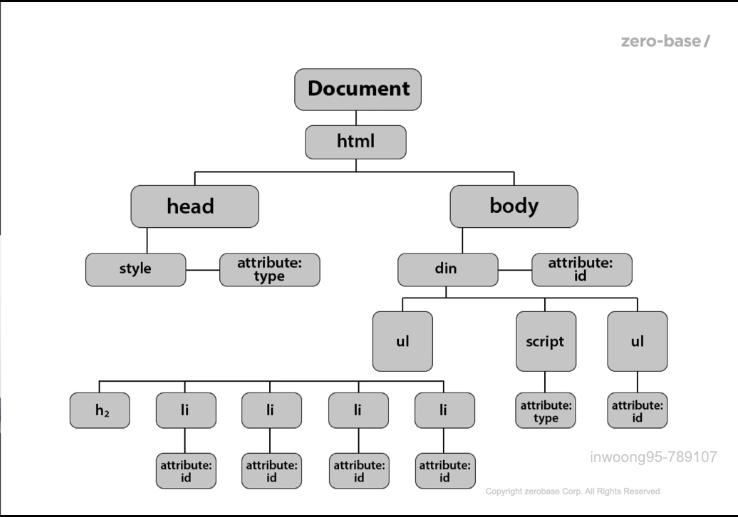 zero-base/
Document
html
head
body
style
attribute:
type
din
attribute:
id
ul
script
ul
h₂
li
li
li
li
attribute:
type
attribute:
id
attribute:
id
attribute:
id
attribute:
id
attribute:
id
inwoong95-789107
Copyright zerobase Corp. All Rights Reserved